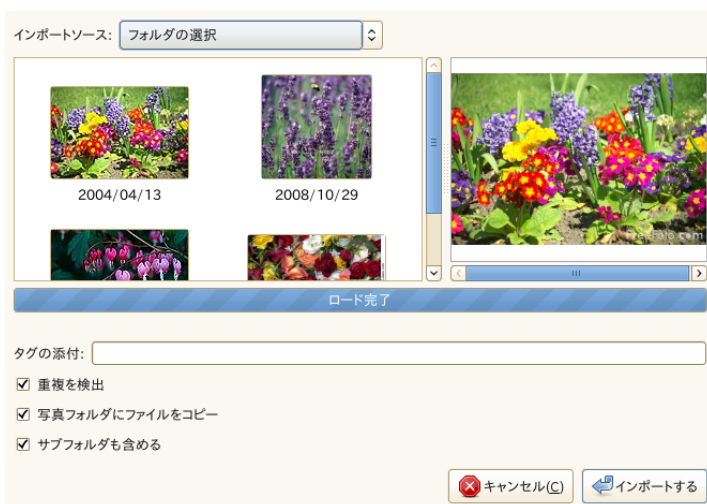 インポートソース: フォルダの選択
2004/04/13
2008/10/29
freefoto.com
ロード完了
タグの添付:
重複を検出
写真フォルダにファイルをコピー
サブフォルダも含める
キャンセル(C) インポートする